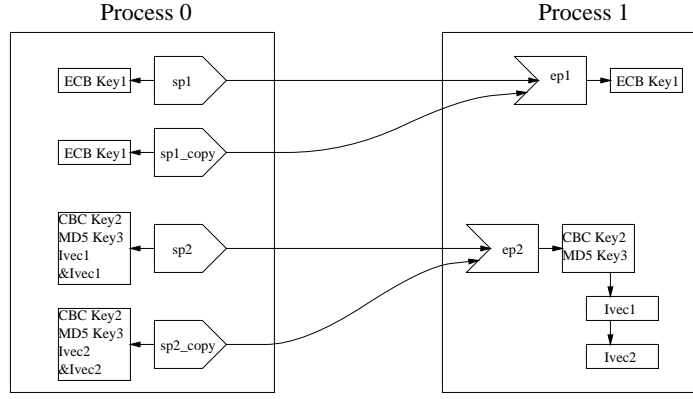 Process 0
Process 1
ECB Key1
sp1
ep1
ECB Key1
ECB Key1
sp1_copy
CBC Key2
MD5 Key3
Ivec1
&Ivec1
sp2
ep2
CBC Key2
MD5 Key3
Ivec1
CBC Key2
MD5 Key3
Ivec2
&Ivec2
sp2_copy
Ivec2